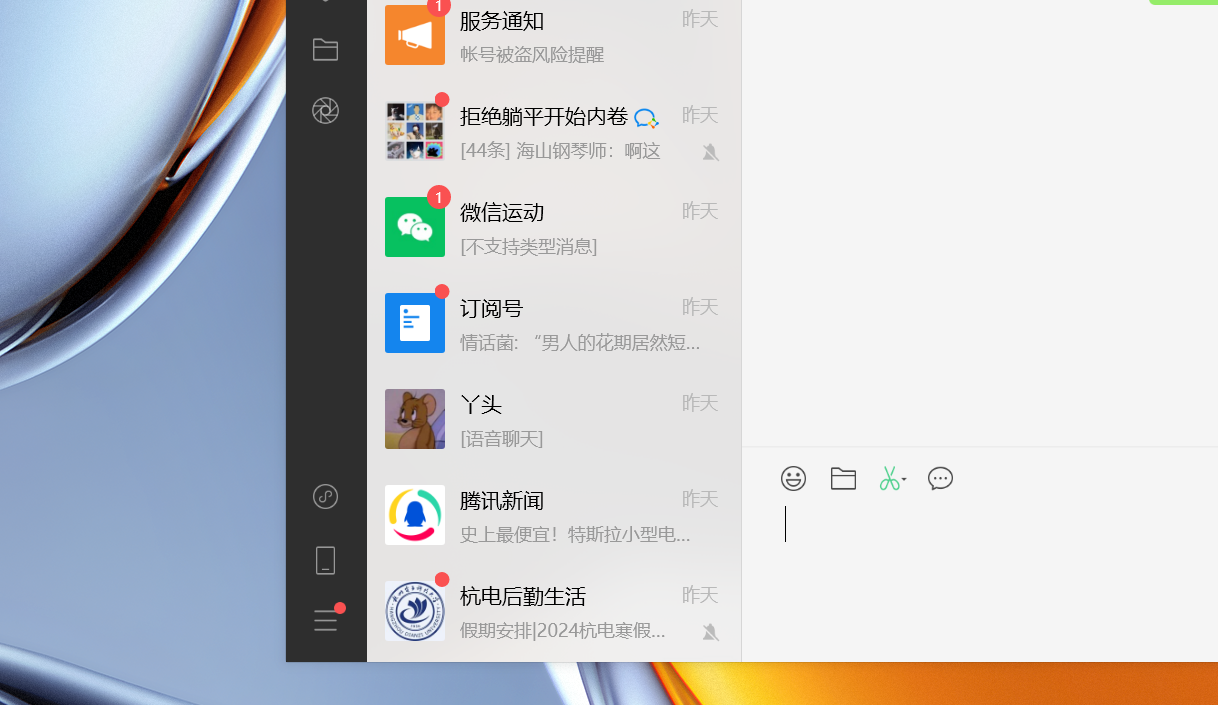 1
服务通知
昨天
帐号被盗风险提醒
拒绝躺平开始内卷
昨天
[44条] 海山钢琴师：啊这
1
微信运动
昨天
[不支持类型消息]
订阅号
昨天
情话菌: “男人的花期居然短...
丫头
昨天
[语音聊天]
腾讯新闻
昨天
史上最便宜！特斯拉小型电...
杭电后勤生活
昨天
假期安排|2024杭电寒假...